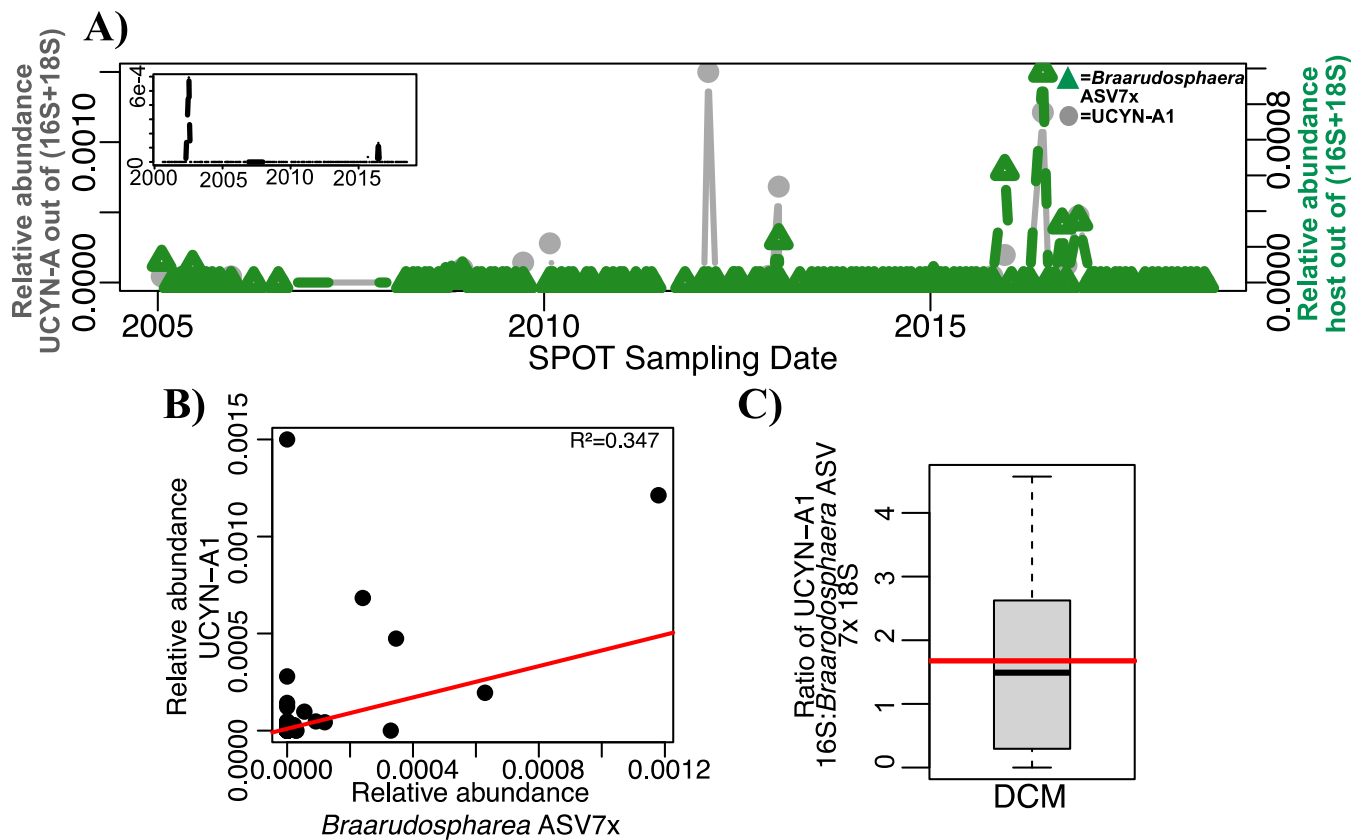 A)
Relative abundance
UCYN-A out of (16S+18S)
0.0000
0.0010
6e-4
0
2000
2005
2010
2015
▲=Braarudosphaera
ASV7x
●=UCYN-A1
0.0000
0.0000
0.0008
Relative abundance
host out of (16S+18S)
2005
2010
2015
SPOT Sampling Date
B)
R²=0.347
Relative abundance
UCYN−A1
0.0000
0.0005
0.0010
0.0015
0.0000
0.0004
0.0008
0.0012
Relative abundance
Braarudospharea ASV7x
C)
Ratio of UCYN−A1
16S:Braarodosphaera ASV
7x 18S
0
1
2
3
4
DCM